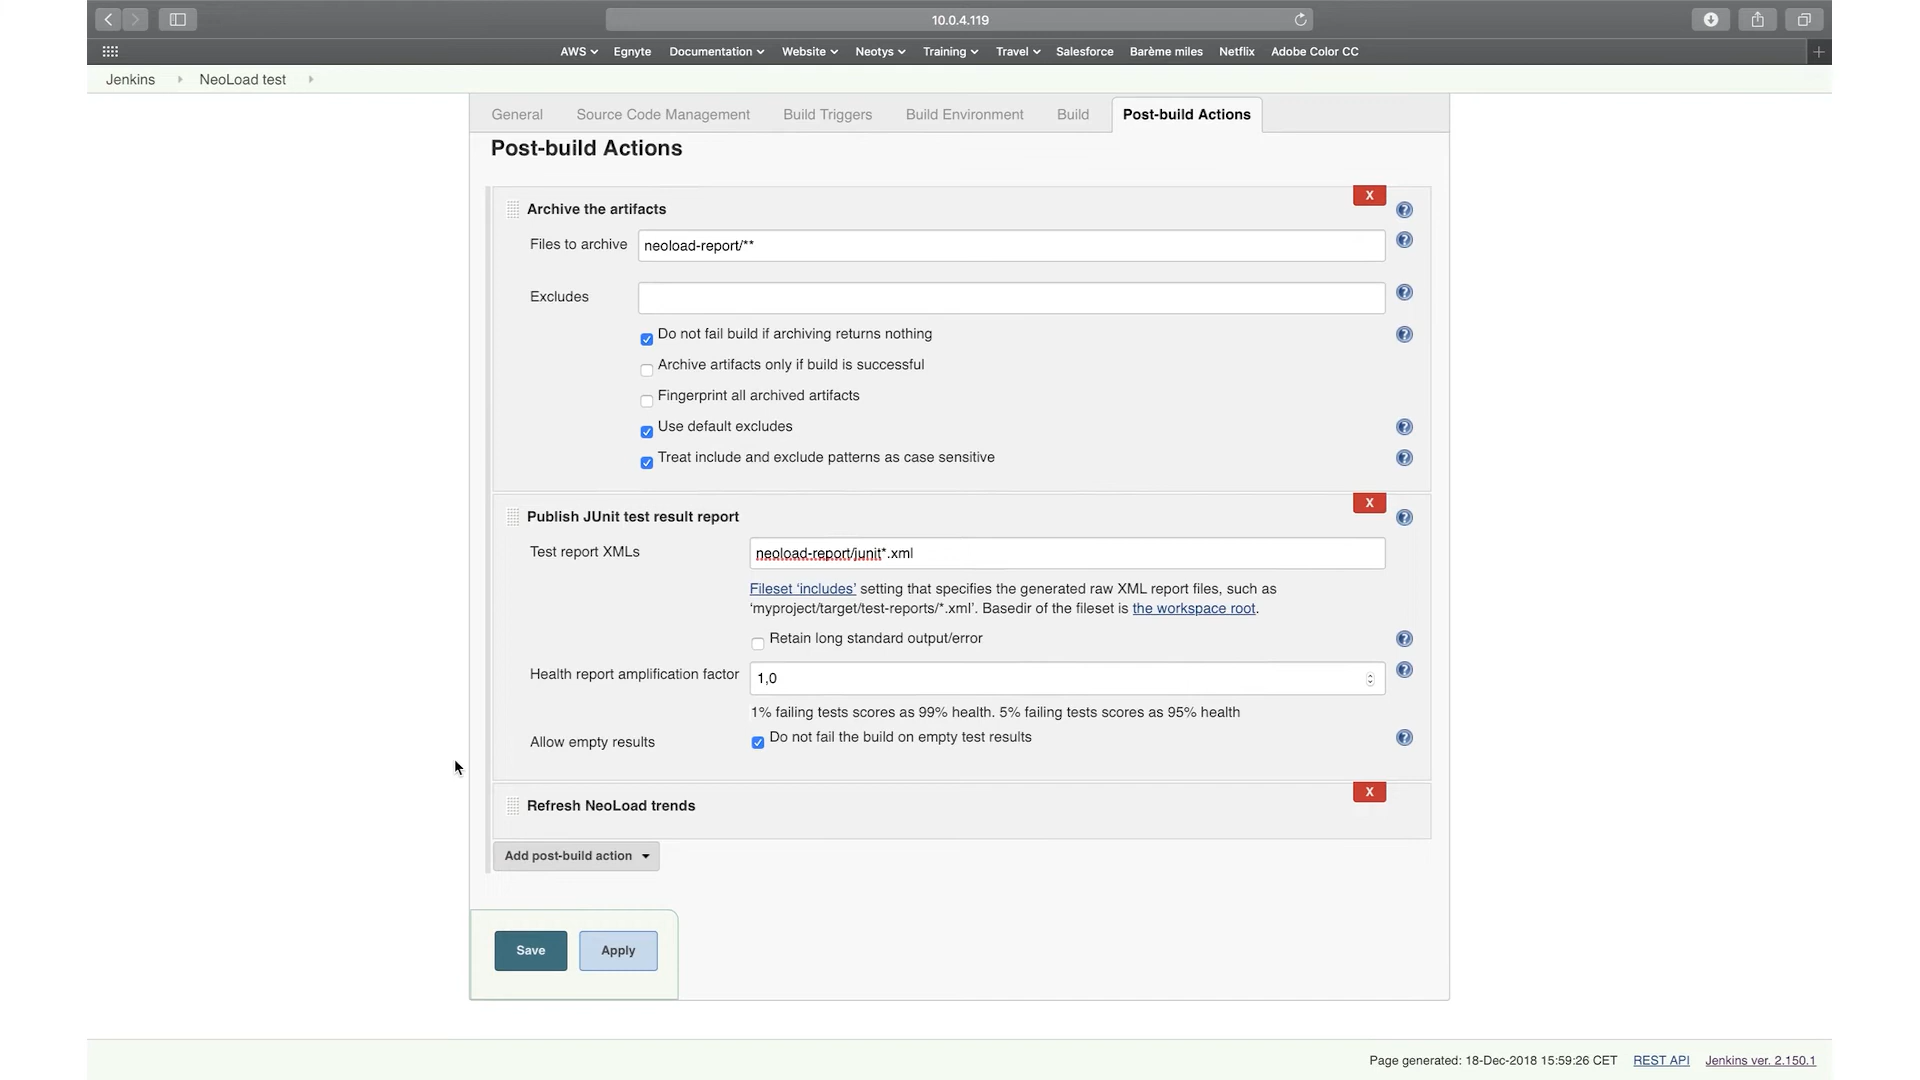 10.0.4.119
AWS Egnyte Documentation Website Neotys Training Travel Salesforce Barème miles Netflix Adobe Color CC
Jenkins NeoLoad test
General Source Code Management Build Triggers Build Environment Build Post-build Actions
Post-build Actions
X
Archive the artifacts
Files to archive neoload-report/**
Excludes
Do not fail build if archiving returns nothing
Archive artifacts only if build is successful
Fingerprint all archived artifacts
Use default excludes
Treat include and exclude patterns as case sensitive
X
Publish JUnit test result report
Test report XMLs neoload-report/junit*.xml
Fileset ‘includes’ setting that specifies the generated raw XML report files, such as
‘myproject/target/test-reports/*.xml’. Basedir of the fileset is the workspace root.
Retain long standard output/error
Health report amplification factor 1,0
1% failing tests scores as 99% health. 5% failing tests scores as 95% health
Allow empty results Do not fail the build on empty test results
X
Refresh NeoLoad trends
Add post-build action
Save Apply
Page generated: 18-Dec-2018 15:59:26 CET REST API Jenkins ver. 2.150.1